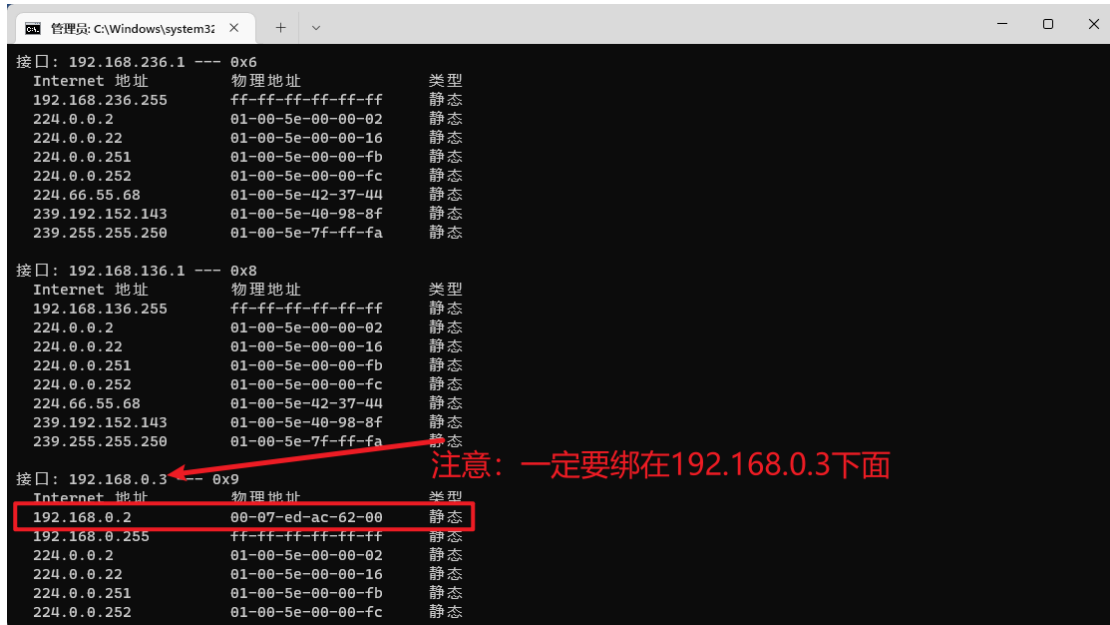 管理员: C:\Windows\system32
接口: 192.168.236.1 --- 0x6
Internet 地址 物理地址 类型
192.168.236.255 ff-ff-ff-ff-ff-ff 静态
224.0.0.2 01-00-5e-00-00-02 静态
224.0.0.22 01-00-5e-00-00-16 静态
224.0.0.251 01-00-5e-00-00-fb 静态
224.0.0.252 01-00-5e-00-00-fc 静态
224.66.55.68 01-00-5e-42-37-44 静态
239.192.152.143 01-00-5e-40-98-8f 静态
239.255.255.250 01-00-5e-7f-ff-fa 静态
接口: 192.168.136.1 --- 0x8
Internet 地址 物理地址 类型
192.168.136.255 ff-ff-ff-ff-ff-ff 静态
224.0.0.2 01-00-5e-00-00-02 静态
224.0.0.22 01-00-5e-00-00-16 静态
224.0.0.251 01-00-5e-00-00-fb 静态
224.0.0.252 01-00-5e-00-00-fc 静态
224.66.55.68 01-00-5e-42-37-44 静态
239.192.152.143 01-00-5e-40-98-8f 静态
239.255.255.250 01-00-5e-7f-ff-fa 静态
注意：一定要绑在192.168.0.3下面
接口: 192.168.0.3 --- 0x9
Internet 地址 物理地址 类型
192.168.0.2 00-07-ed-ac-62-00 静态
192.168.0.255 ff-ff-ff-ff-ff-ff 静态
224.0.0.2 01-00-5e-00-00-02 静态
224.0.0.22 01-00-5e-00-00-16 静态
224.0.0.251 01-00-5e-00-00-fb 静态
224.0.0.252 01-00-5e-00-00-fc 静态